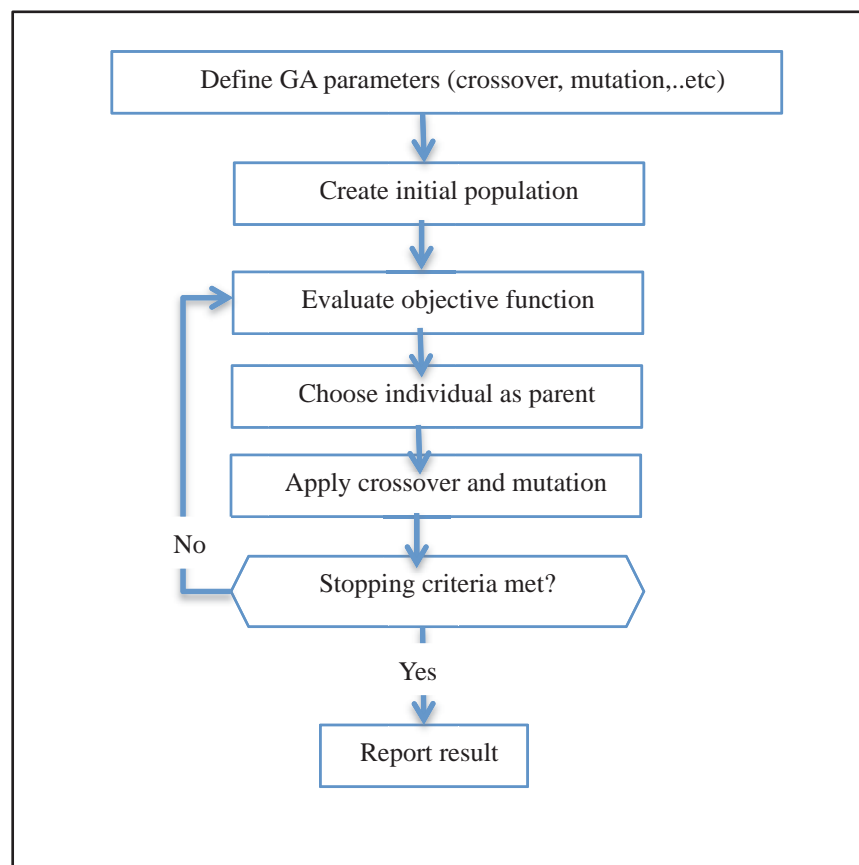 Define GA parameters (crossover, mutation,..etc)
Create initial population
Evaluate objective function
Choose individual as parent
Apply crossover and mutation
No
Stopping criteria met?
Yes
Report result